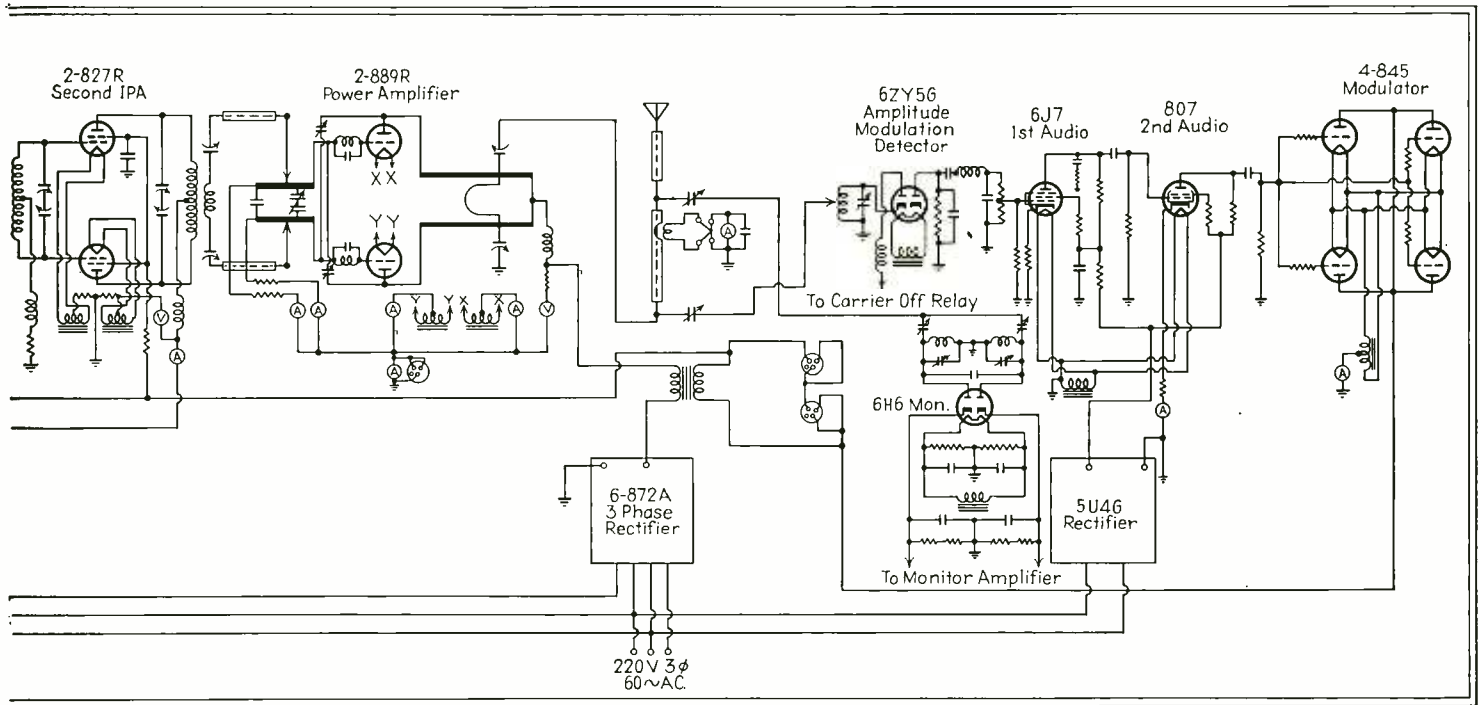 2-827R
Second IPA
2-889R
Power Amplifier
6ZY5G
Amplitude
Modulation
Detector
6J7
1st Audio
807
2nd Audio
4-845
Modulator
X X
Y Y
A
Y Y X X
A A A A V
V
A
A
To Carrier Off Relay
A
6H6 Mon.
A
A
6-872A
3 Phase
Rectifier
5U4G
Rectifier
To Monitor Amplifier
220V 3φ
60~AC.